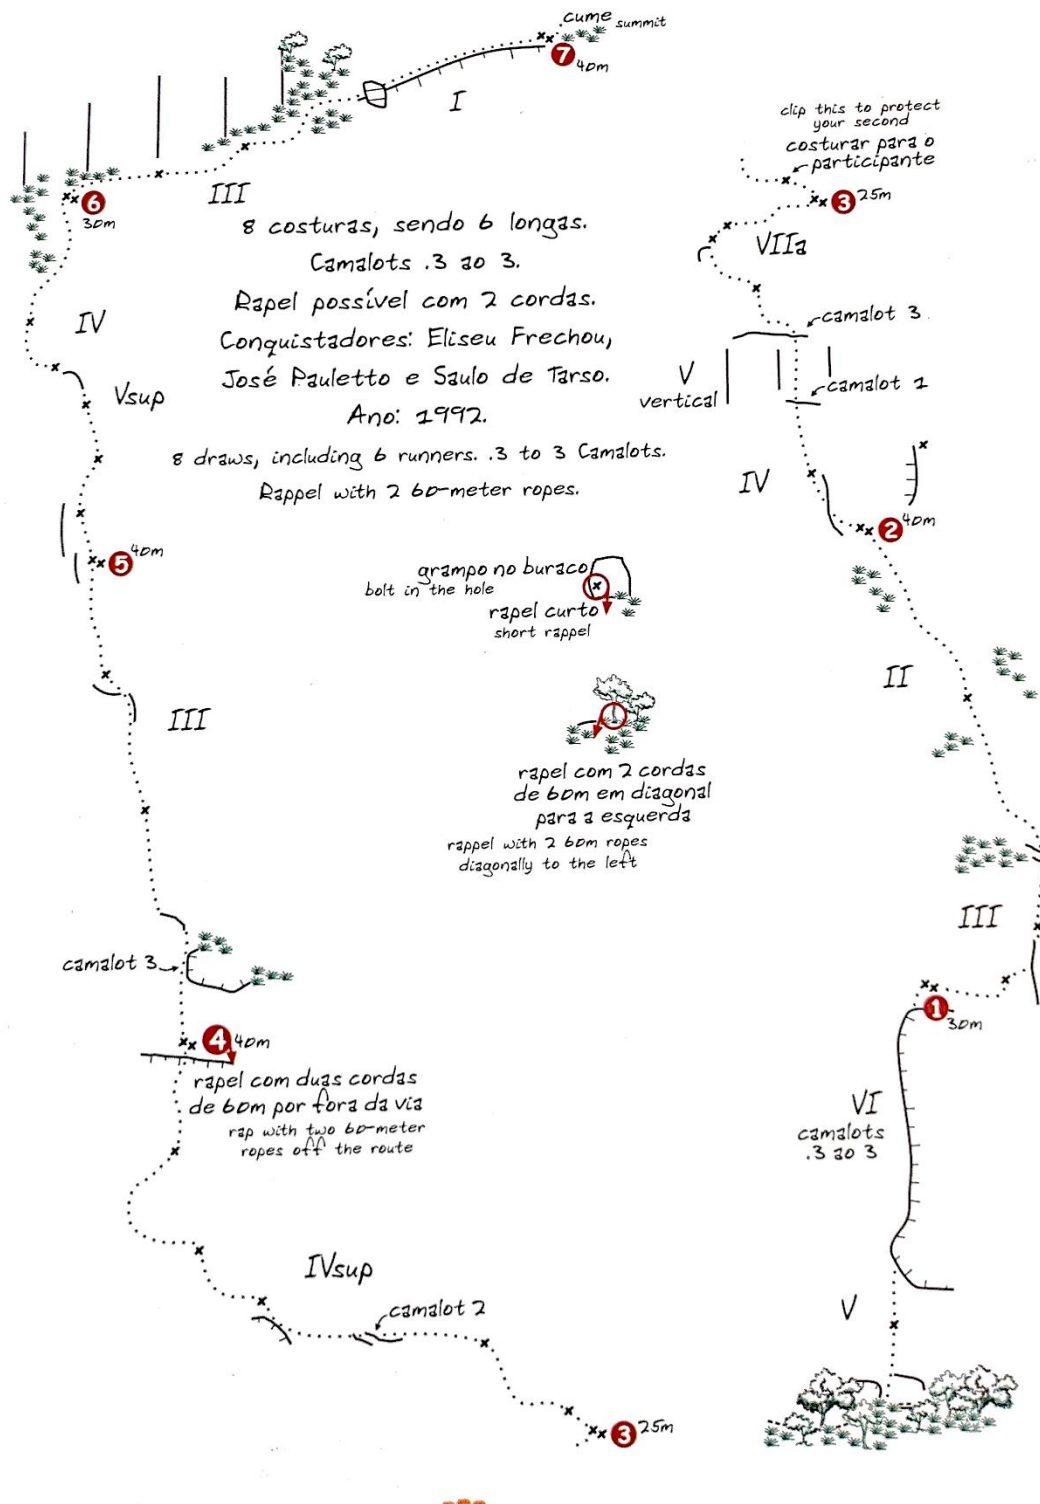 cume
summit
7
40m
I
clip this to protect
your second
costurar para o
participante
3
25m
VIIa
6
30m
III
8 costuras, sendo 6 longas.
Camalots .3 ao 3.
Rapel possível com 2 cordas.
Conquistadores: Eliseu Frechou,
José Pauletto e Saulo de Tarso.
Ano: 1992.
8 draws, including 6 runners. .3 to 3 Camalots.
Rappel with 2 60-meter ropes.
IV
Vsup
camalot 3
V
vertical
camalot 1
IV
2
40m
5
40m
grampo no buraco
bolt in the hole
rapel curto
short rappel
II
III
rapel com 2 cordas
de 60m em diagonal
para a esquerda
rappel with 2 60m ropes
diagonally to the left
III
camalot 3
1
30m
4
40m
rapel com duas cordas
de 60m por fora da via
rap with two 60-meter
ropes off the route
VI
camalots
.3 ao 3
IVsup
camalot 2
V
3
25m